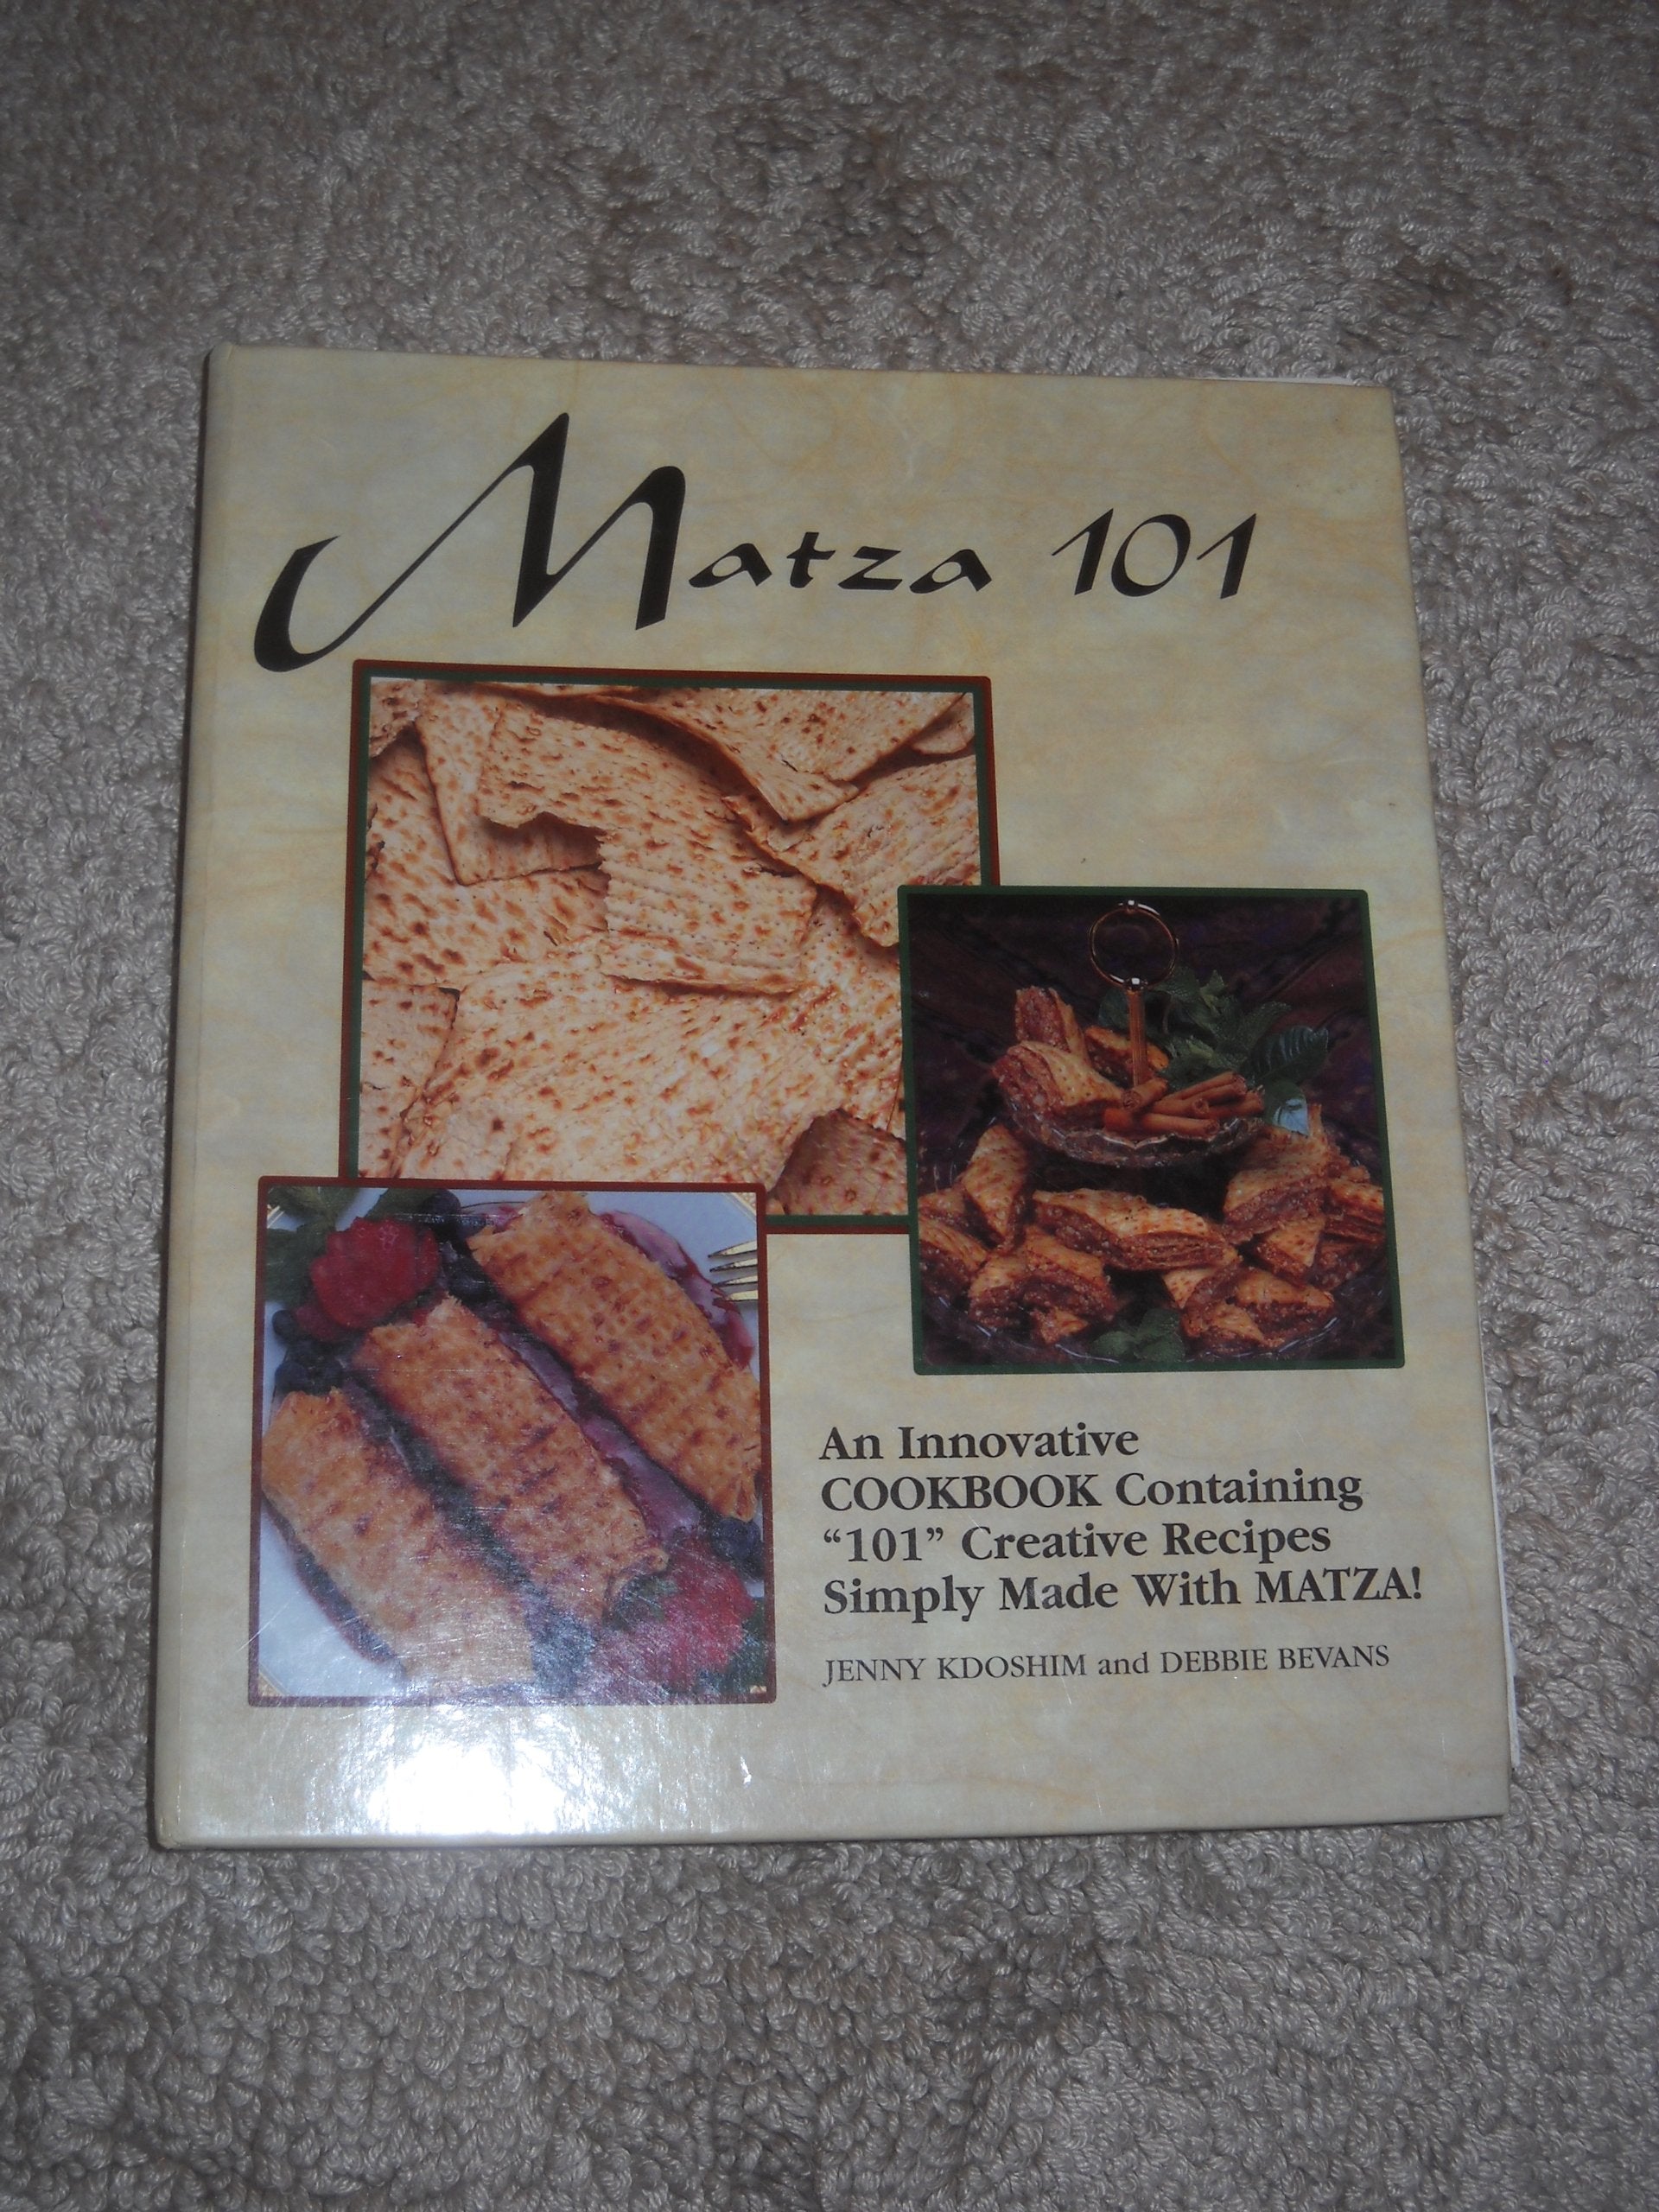 Matza 101
An Innovative
COOKBOOK Containing
“101” Creative Recipes
Simply Made With MATZA!
JENNY KDOSHIM and DEBBIE BEVANS